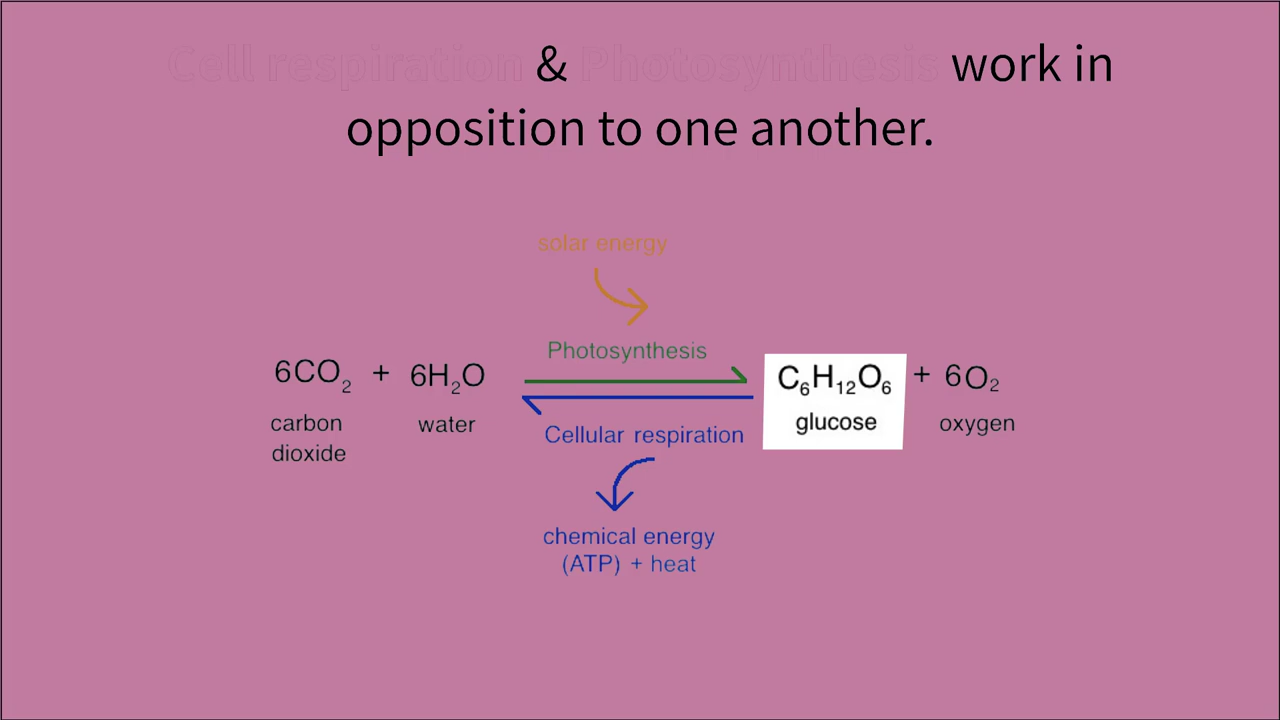 Cell respiration & Photosynthesis work in
opposition to one another.
solar energy
Photosynthesis
6CO₂ + 6H₂O C₆H₁₂O₆ + 6O₂
carbon dioxide water glucose oxygen
Cellular respiration
chemical energy
(ATP) + heat